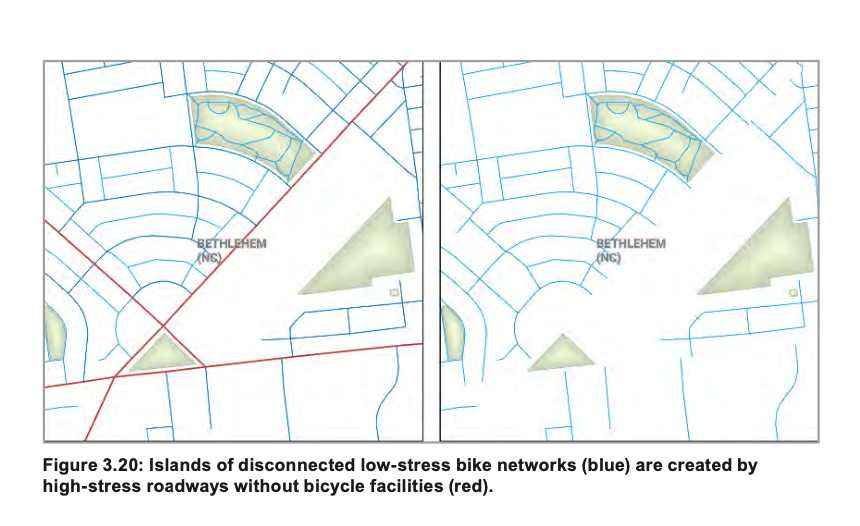 BETHLEHEM
(NC)
BETHLEHEM
(NC)
Figure 3.20: Islands of disconnected low-stress bike networks (blue) are created by
high-stress roadways without bicycle facilities (red).